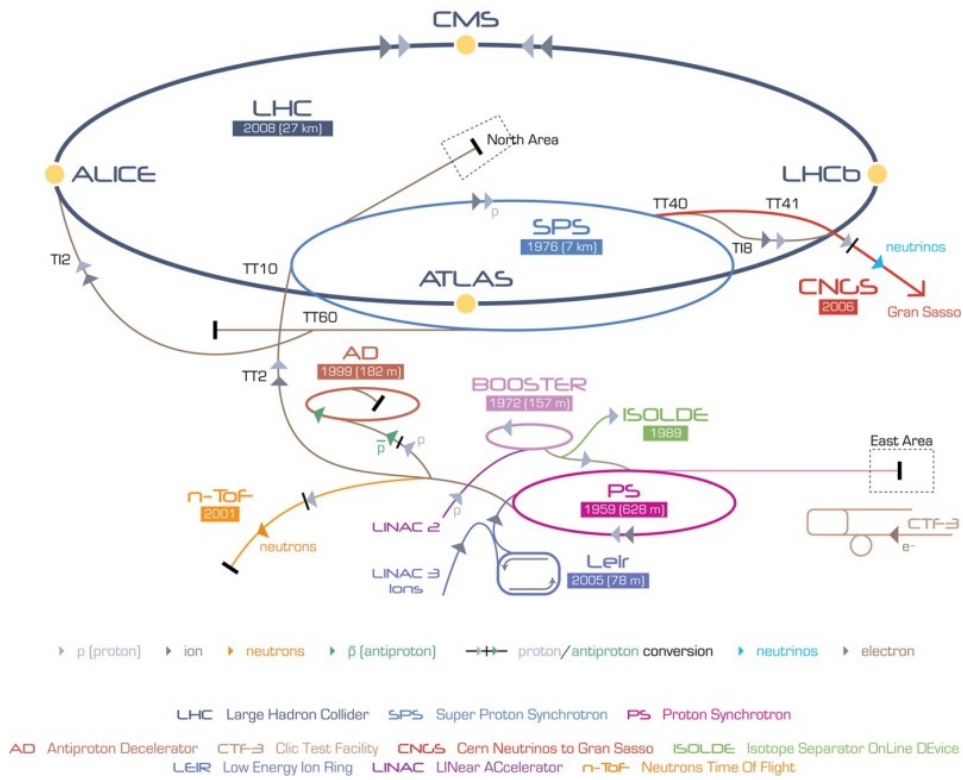 CMS
LHC
2008 (27 km)
North Area
ALICE
LHCb
TT40
TT41
p
SPS
1976 (7 km)
TI8
neutrinos
TI2
TT10
ATLAS
CNGS
2006
Gran Sasso
TT60
AD
1999 (182 m)
TT2
BOOSTER
1972 (157 m)
ISOLDE
1989
p̄
p
East Area
n-ToF
2001
PS
1959 (628 m)
LINAC 2
p
neutrons
CTF-3
e–
LINAC 3
Ions
Leir
2005 (78 m)
p (proton) ion neutrons p̄ (antiproton) proton/antiproton conversion neutrinos electron
LHC Large Hadron Collider SPS Super Proton Synchrotron PS Proton Synchrotron
AD Antiproton Decelerator CTF-3 Clic Test Facility CNGS Cern Neutrinos to Gran Sasso ISOLDE Isotope Separator OnLine DEvice
LEIR Low Energy Ion Ring LINAC LINear ACcelerator n-ToF Neutrons Time Of Flight